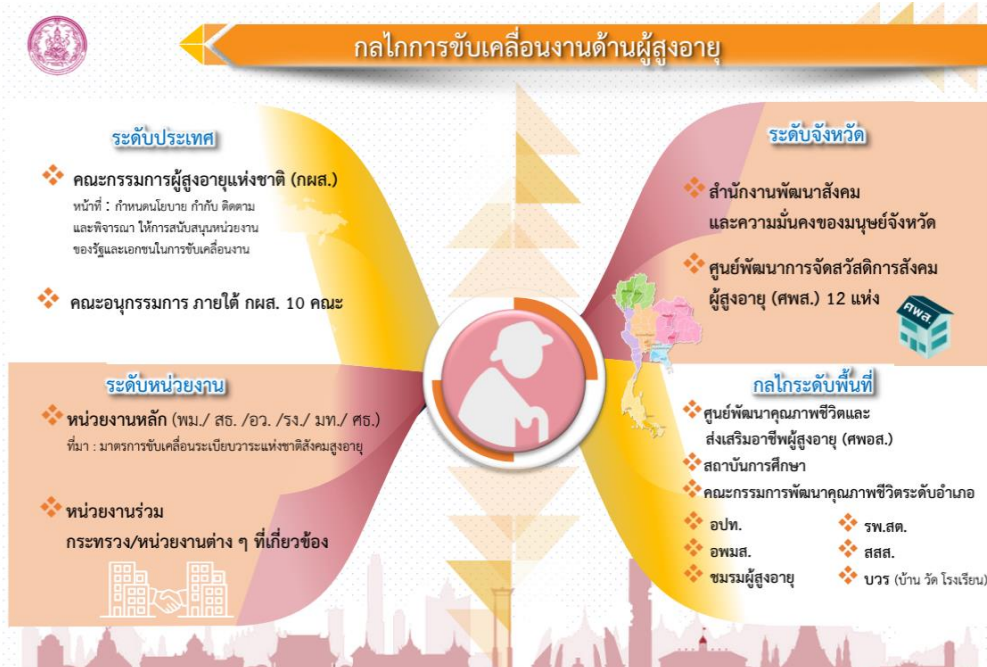 กลไกการขับเคลื่อนงานด้านผู้สูงอายุ
ระดับประเทศ
คณะกรรมการผู้สูงอายุแห่งชาติ (กผส.)
หน้าที่ : กำหนดนโยบาย กำกับ ติดตาม
และพิจารณา ให้การสนับสนุนหน่วยงาน
ของรัฐและเอกชนในการขับเคลื่อนงาน
คณะอนุกรรมการ ภายใต้ กผส. 10 คณะ
ระดับจังหวัด
สำนักงานพัฒนาสังคม
และความมั่นคงของมนุษย์จังหวัด
ศูนย์พัฒนาการจัดสวัสดิการสังคม
ผู้สูงอายุ (ศพส.) 12 แห่ง
ศพส.
ระดับหน่วยงาน
หน่วยงานหลัก (พม./ สธ. /อว. /รง./ มท./ ศธ.)
ที่มา : มาตรการขับเคลื่อนระเบียบวาระแห่งชาติสังคมสูงอายุ
หน่วยงานร่วม
กระทรวง/หน่วยงานต่าง ๆ ที่เกี่ยวข้อง
กลไกระดับพื้นที่
ศูนย์พัฒนาคุณภาพชีวิตและ
ส่งเสริมอาชีพผู้สูงอายุ (ศพอส.)
สถาบันการศึกษา
คณะกรรมการพัฒนาคุณภาพชีวิตระดับอำเภอ
อปท.
รพ.สต.
อพมส.
สสส.
ชมรมผู้สูงอายุ
บวร (บ้าน วัด โรงเรียน)